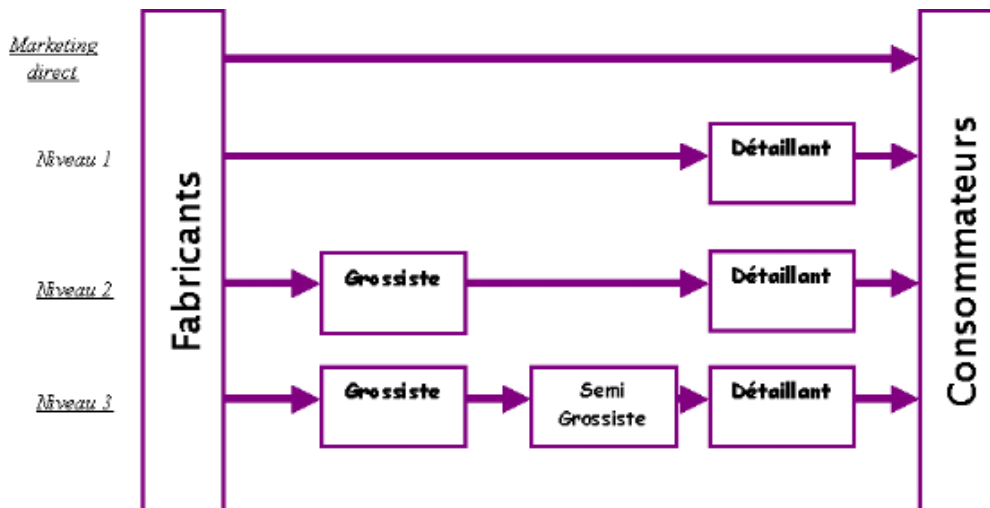 Marketing
direct
Niveau 1
Détaillant
Niveau 2
Grossiste
Détaillant
Niveau 3
Grossiste
Semi
Grossiste
Détaillant
Fabricants
Consommateurs